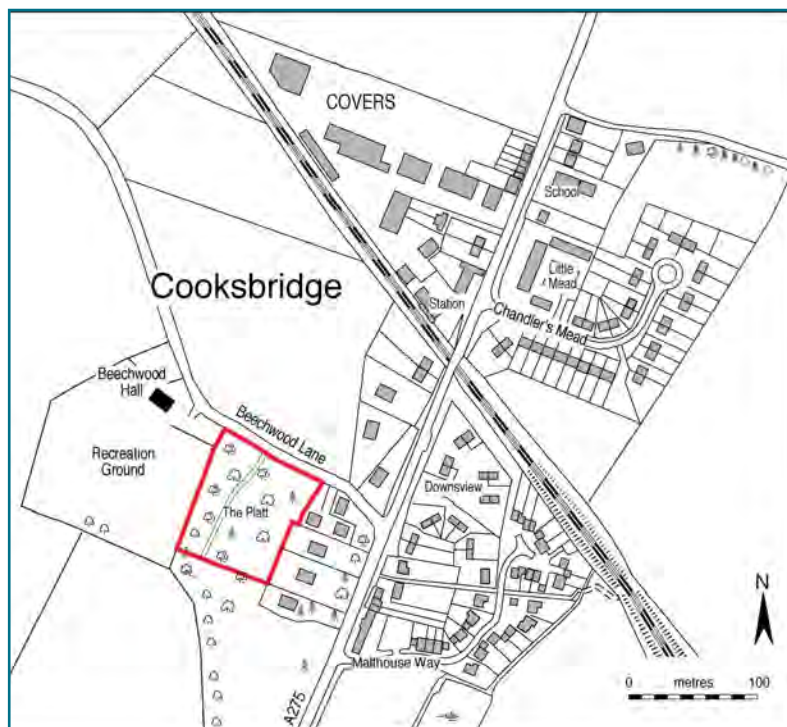 COVERS
School
Cooksbridge
Little
Mead
Station
Chandler's Mead
Beechwood
Hall
Beechwood Lane
Recreation
Ground
Downsview
The Platt
N
Malthouse Way
0 metres 100
A275